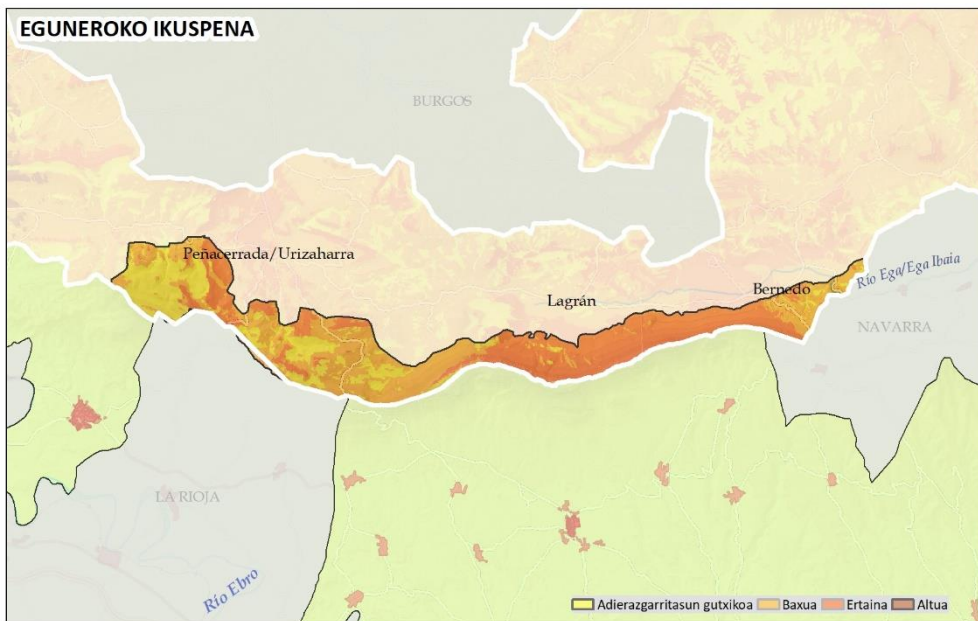 EGUNEROKO IKUSPENA
BURGOS
Peñacerrada/Urizaharra
Lagrán
Bernedo
Río Ega/Ega Ibaia
NAVARRA
LA RIOJA
Río Ebro
Adierazgarritasun gutxikoa Baxua Ertaina Altua